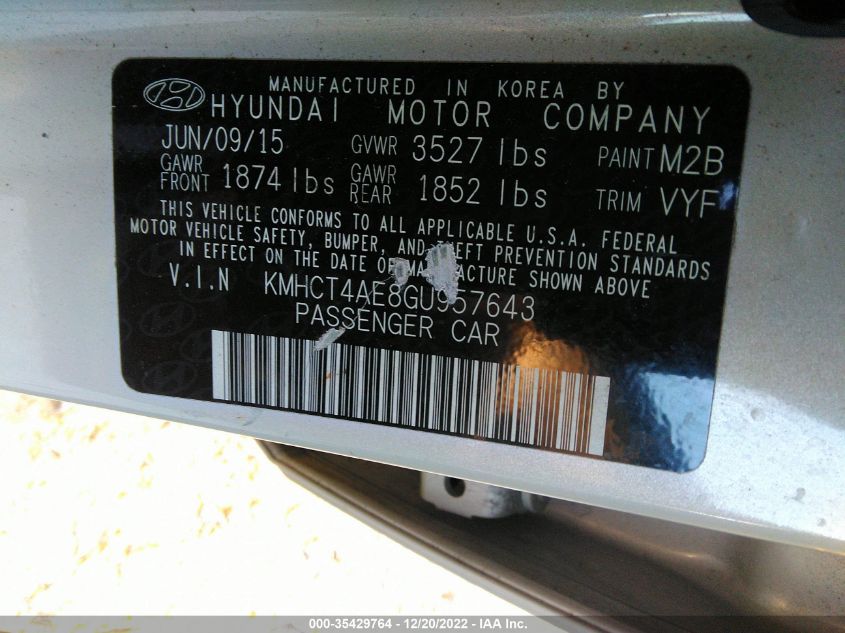 MANUFACTURED IN KOREA BY
HYUNDAI MOTOR COMPANY
JUN/09/15 GVWR 3527 lbs PAINT M2B
GAWR FRONT 1874 lbs GAWR REAR 1852 lbs TRIM VYF
THIS VEHICLE CONFORMS TO ALL APPLICABLE U.S.A. FEDERAL
MOTOR VEHICLE SAFETY, BUMPER, AND THEFT PREVENTION STANDARDS
IN EFFECT ON THE DATE OF MANUFACTURE SHOWN ABOVE
V.I.N KMHCT4AE8GU957643
PASSENGER CAR
000-35429764 - 12/20/2022 - IAA Inc.